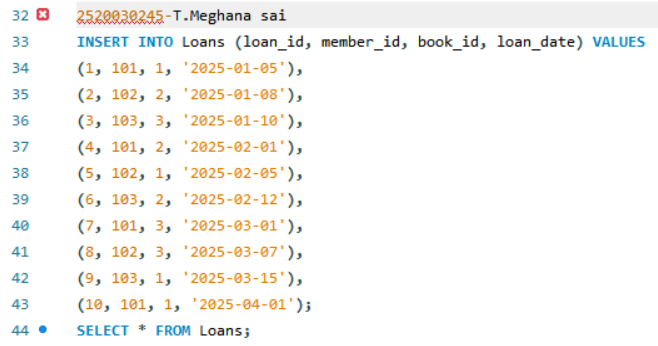 32 2520030245-T.Meghana sai
33 INSERT INTO Loans (loan_id, member_id, book_id, loan_date) VALUES
34 (1, 101, 1, '2025-01-05'),
35 (2, 102, 2, '2025-01-08'),
36 (3, 103, 3, '2025-01-10'),
37 (4, 101, 2, '2025-02-01'),
38 (5, 102, 1, '2025-02-05'),
39 (6, 103, 2, '2025-02-12'),
40 (7, 101, 3, '2025-03-01'),
41 (8, 102, 3, '2025-03-07'),
42 (9, 103, 1, '2025-03-15'),
43 (10, 101, 1, '2025-04-01');
44 SELECT * FROM Loans;